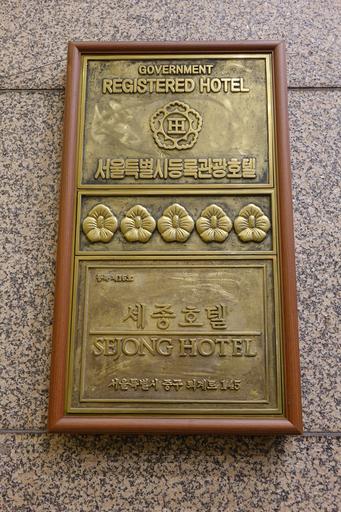 GOVERNMENT
REGISTERED HOTEL
서울특별시등록관광호텔
세종호텔
SEJONG HOTEL
서울특별시 중구 퇴계로 145